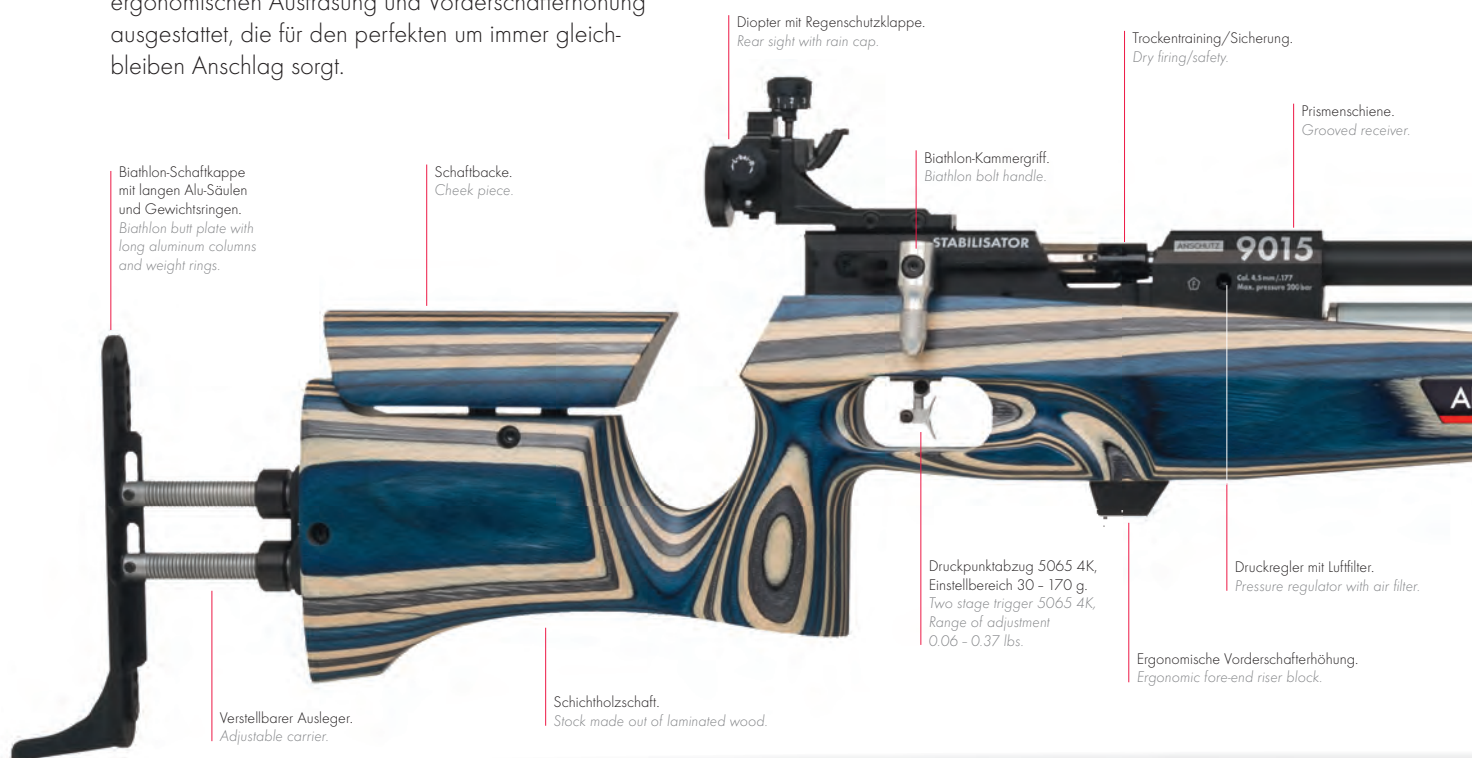 ergonomischen Ausfräsung und Vorderschafterhöhung
ausgestattet, die für den perfekten um immer gleich-
bleiben Anschlag sorgt.
Diopter mit Regenschutzklappe.
Rear sight with rain cap.
Trockentraining/Sicherung.
Dry firing/safety.
Prismenschiene.
Grooved receiver.
Biathlon-Kammergriff.
Biathlon bolt handle.
Biathlon-Schaftkappe
mit langen Alu-Säulen
und Gewichtsringen.
Biathlon butt plate with
long aluminum columns
and weight rings.
Schaftbacke.
Cheek piece.
STABILISATOR
ANSCHÜTZ 9015
Cal. 4,5 mm/.177
Max. pressure 200 bar
F
A
Druckpunktabzug 5065 4K,
Einstellbereich 30 – 170 g.
Two stage trigger 5065 4K,
Range of adjustment
0.06 – 0.37 lbs.
Druckregler mit Luftfilter.
Pressure regulator with air filter.
Ergonomische Vorderschafterhöhung.
Ergonomic fore-end riser block.
Schichtholzschaft.
Stock made out of laminated wood.
Verstellbarer Ausleger.
Adjustable carrier.